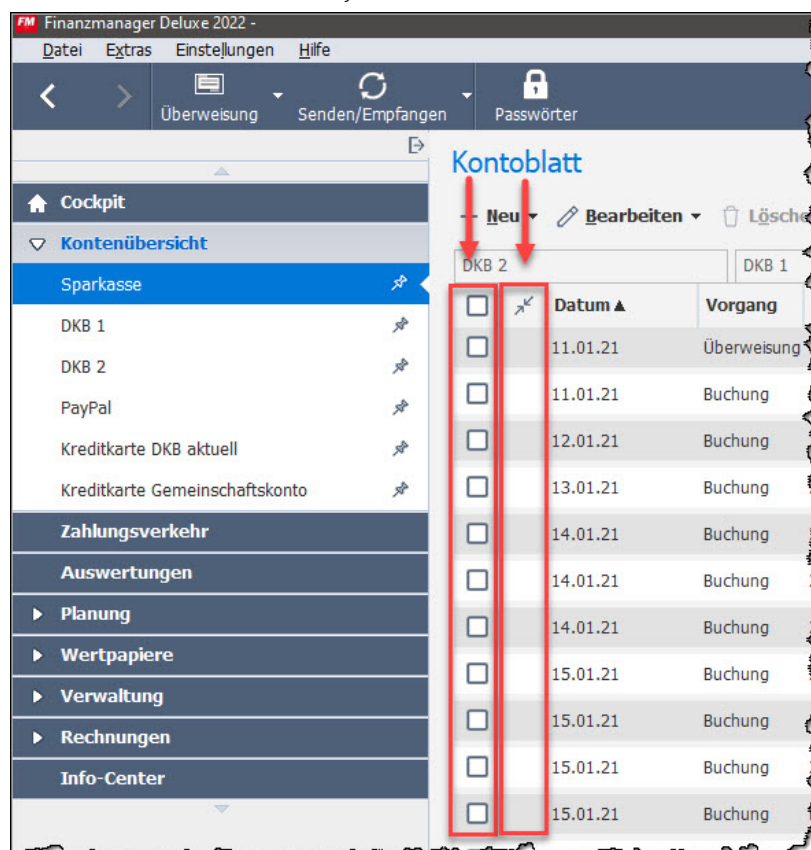 FM Finanzmanager Deluxe 2022 -
Datei Extras Einstellungen Hilfe
Überweisung Senden/Empfangen Passwörter
Kontoblatt
Cockpit
Neu Bearbeiten Lösche
Kontenübersicht
DKB 2 DKB 1
Sparkasse
Datum Vorgang
DKB 1
11.01.21 Überweisung
DKB 2
11.01.21 Buchung
PayPal
12.01.21 Buchung
Kreditkarte DKB aktuell
13.01.21 Buchung
Kreditkarte Gemeinschaftskonto
14.01.21 Buchung
Zahlungsverkehr
14.01.21 Buchung
Auswertungen
14.01.21 Buchung
Planung
15.01.21 Buchung
Wertpapiere
15.01.21 Buchung
Verwaltung
15.01.21 Buchung
Rechnungen
15.01.21 Buchung
Info-Center